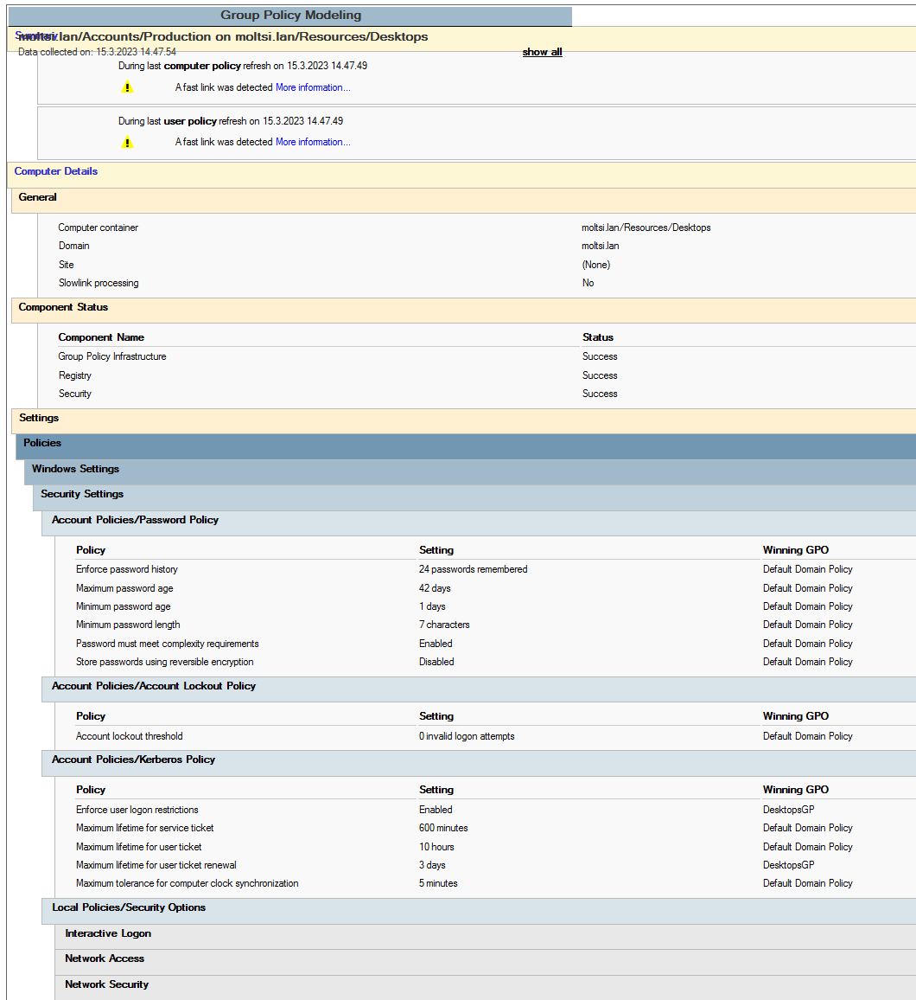 Group Policy Modeling
Summary
moltsi.lan/Accounts/Production on moltsi.lan/Resources/Desktops
Data collected on: 15.3.2023 14.47.54 show all
During last computer policy refresh on 15.3.2023 14.47.49
A fast link was detected More information...
During last user policy refresh on 15.3.2023 14.47.49
A fast link was detected More information...
Computer Details
General
Computer container moltsi.lan/Resources/Desktops
Domain moltsi.lan
Site (None)
Slowlink processing No
Component Status
Component Name Status
Group Policy Infrastructure Success
Registry Success
Security Success
Settings
Policies
Windows Settings
Security Settings
Account Policies/Password Policy
Policy Setting Winning GPO
Enforce password history 24 passwords remembered Default Domain Policy
Maximum password age 42 days Default Domain Policy
Minimum password age 1 days Default Domain Policy
Minimum password length 7 characters Default Domain Policy
Password must meet complexity requirements Enabled Default Domain Policy
Store passwords using reversible encryption Disabled Default Domain Policy
Account Policies/Account Lockout Policy
Policy Setting Winning GPO
Account lockout threshold 0 invalid logon attempts Default Domain Policy
Account Policies/Kerberos Policy
Policy Setting Winning GPO
Enforce user logon restrictions Enabled DesktopsGP
Maximum lifetime for service ticket 600 minutes Default Domain Policy
Maximum lifetime for user ticket 10 hours Default Domain Policy
Maximum lifetime for user ticket renewal 3 days DesktopsGP
Maximum tolerance for computer clock synchronization 5 minutes Default Domain Policy
Local Policies/Security Options
Interactive Logon
Network Access
Network Security